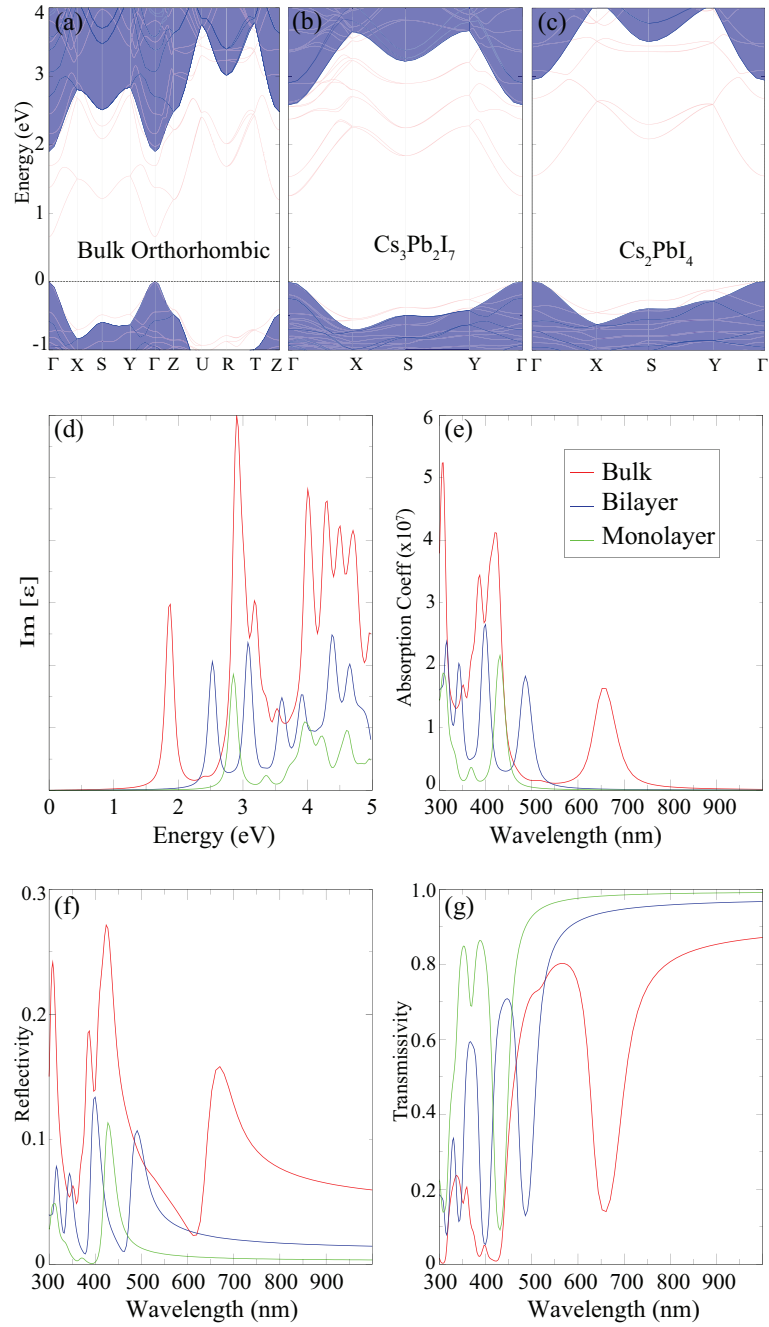 (a) (b) (c)
4
3
2
1
0
-1
Energy (eV)
Bulk Orthorhombic Cs₃Pb₂I₇ Cs₂PbI₄
Γ X S Y Γ Z U R T Z Γ X S Y Γ Γ X S Y Γ
(d)
Im [ε]
0 1 2 3 4 5
Energy (eV)
(e)
Bulk
Bilayer
Monolayer
6
5
4
3
2
1
0
Absorption Coeff (x10⁷)
300 400 500 600 700 800 900
Wavelength (nm)
(f)
0.3
0.2
0.1
0
Reflectivity
300 400 500 600 700 800 900
Wavelength (nm)
(g)
1.0
0.8
0.6
0.4
0.2
0
Transmissivity
300 400 500 600 700 800 900
Wavelength (nm)